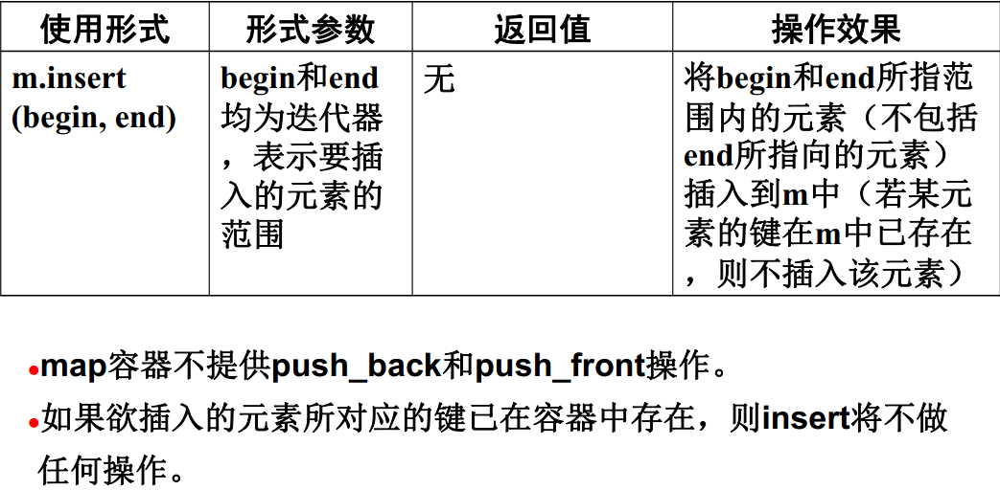 使用形式 形式参数 返回值 操作效果
m.insert
(begin, end)
begin和end
均为迭代器
，表示要插
入的元素的
范围
无
将begin和end所指范
围内的元素（不包括
end所指向的元素）
插入到m中（若某元
素的键在m中已存在
，则不插入该元素）
•map容器不提供push_back和push_front操作。
•如果欲插入的元素所对应的键已在容器中存在，则insert将不做
任何操作。